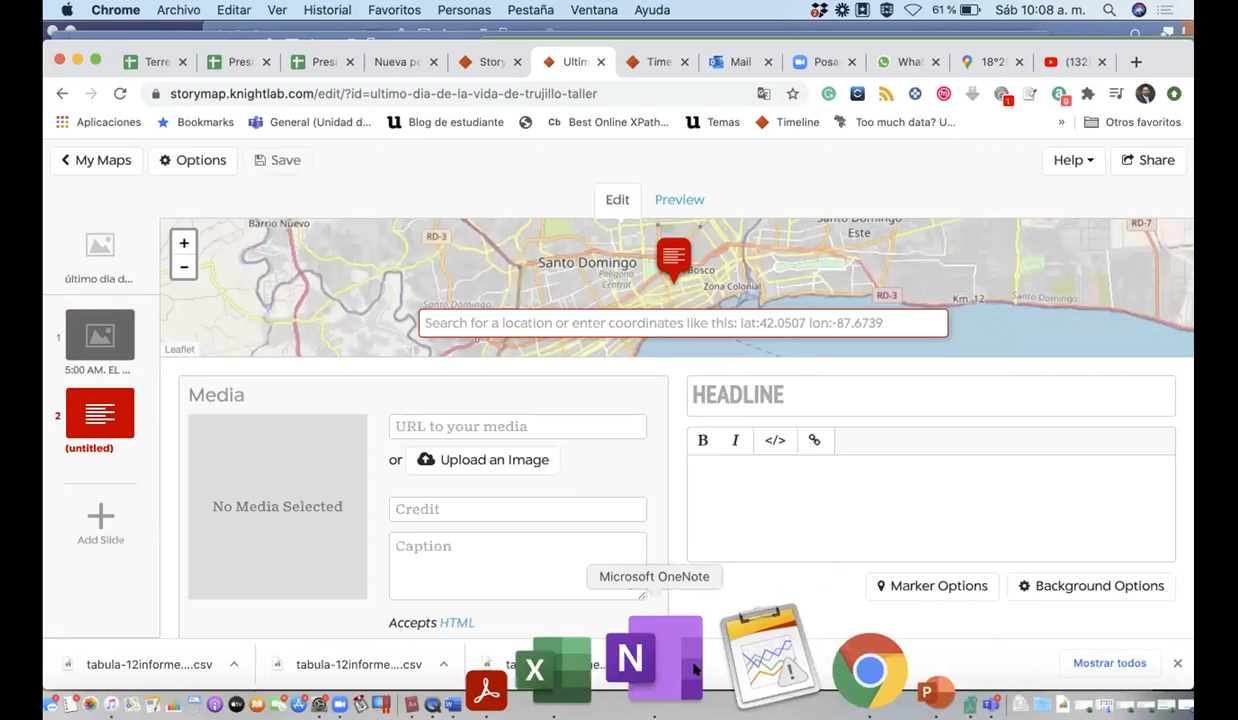 Chrome Archivo Editar Ver Historial Favoritos Personas Pestaña Ventana Ayuda 61 % Sáb 10:08 a. m.
Terre Presi Presi Nueva pe Story Ultim Time Mail Posa Wha 18°2 (132)
storymap.knightlab.com/edit/?id=ultimo-dia-de-la-vida-de-trujillo-taller
Aplicaciones Bookmarks General (Unidad d... Blog de estudiante Best Online XPath... Temas Timeline Too much data? U... » Otros favoritos
My Maps Options Save Help Share
Edit Preview
Barrio Nuevo
RD-3
Santo Domingo
Polígono
Central
Bosco
Zona Colonial
Santo Domingo
Este
RD-7
RD-3
Km. 12
Santo Domingo
+
-
Search for a location or enter coordinates like this: lat:42.0507 lon:-87.6739
Leaflet
último día d...
1
5:00 AM. EL ...
2
(untitled)
Add Slide
Media
No Media Selected
URL to your media
or Upload an Image
Credit
Caption
Accepts HTML
HEADLINE
B I </>
Marker Options Background Options
Microsoft OneNote
tabula-12informe....csv tabula-12informe....csv Mostrar todos
X N P